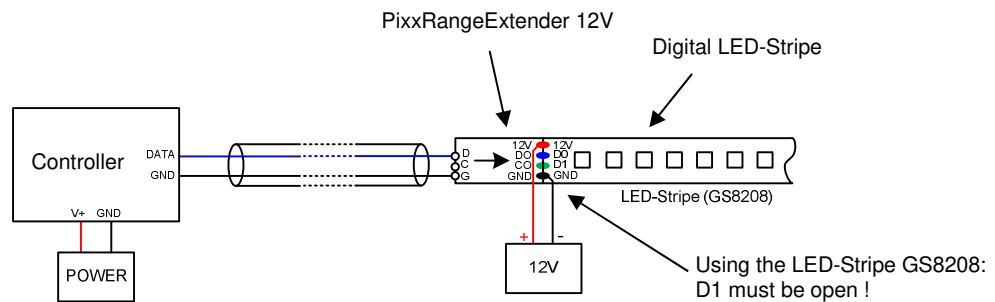 PixxRangeExtender 12V
Digital LED-Stripe
Controller
DATA
GND
V+ GND
POWER
D
C
G
12V 12V
DO D0
CO D1
GND GND
LED-Stripe (GS8208)
+ -
12V
Using the LED-Stripe GS8208:
D1 must be open !